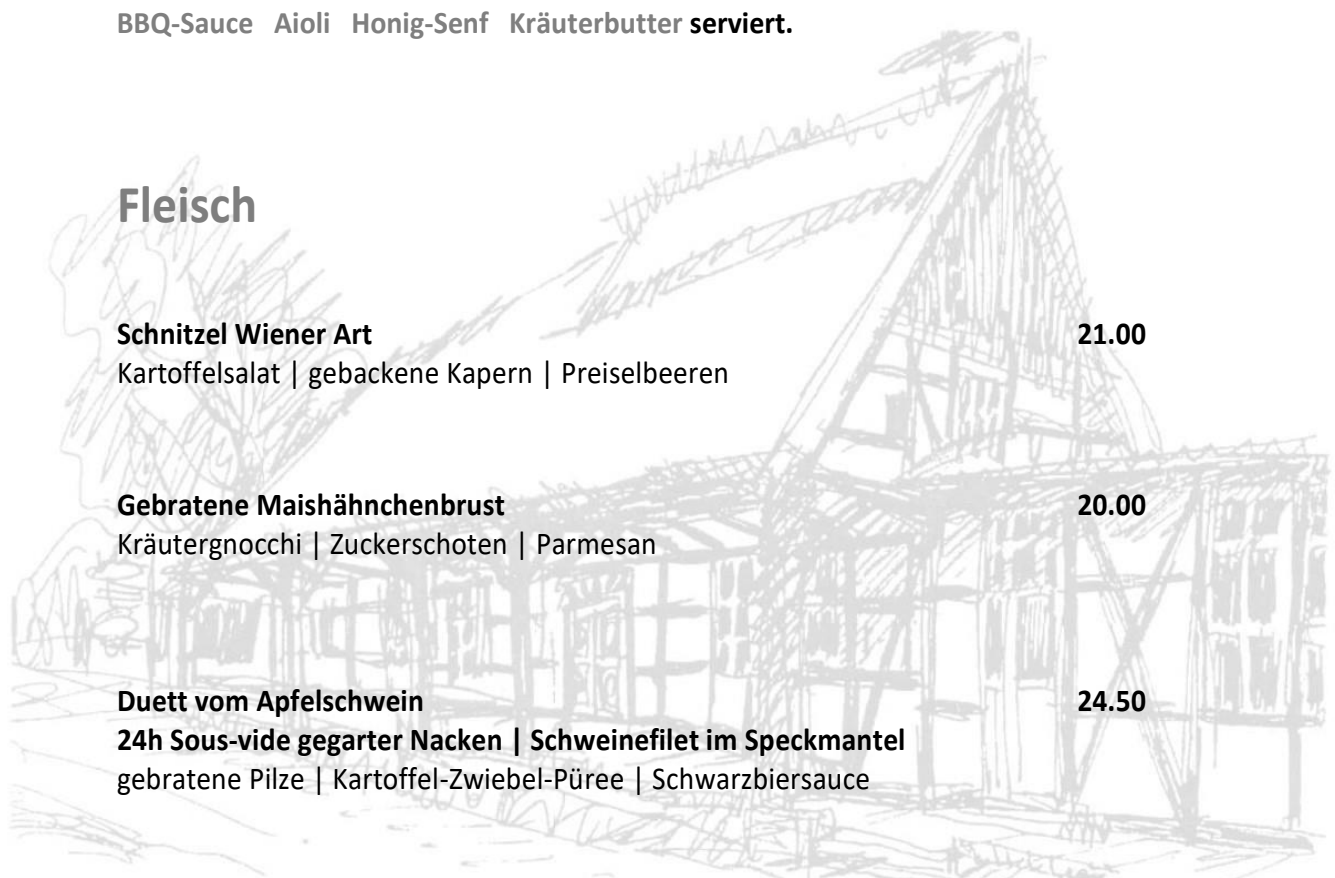 BBQ-Sauce Aioli Honig-Senf Kräuterbutter serviert.
Fleisch
Schnitzel Wiener Art 21.00
Kartoffelsalat | gebackene Kapern | Preiselbeeren
Gebratene Maishähnchenbrust 20.00
Kräutergnocchi | Zuckerschoten | Parmesan
Duett vom Apfelschwein 24.50
24h Sous-vide gegarter Nacken | Schweinefilet im Speckmantel
gebratene Pilze | Kartoffel-Zwiebel-Püree | Schwarzbiersauce